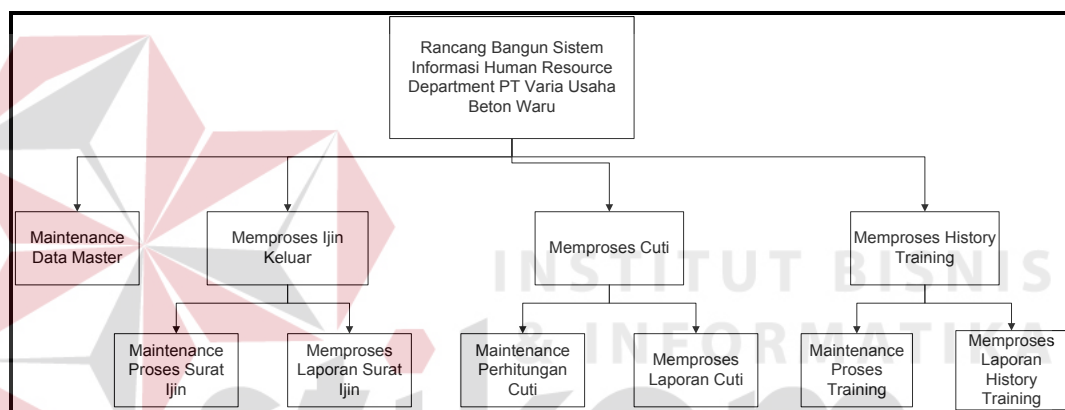 Rancang Bangun Sistem
Informasi Human Resource
Department PT Varia Usaha
Beton Waru
Maintenance
Data Master
Memproses Ijin
Keluar
Memproses Cuti
Memproses History
Training
INSTITUT BISNIS
& INFORMATIKA
Maintenance
Proses Surat
Ijin
Memproses
Laporan Surat
Ijin
Maintenance
Perhitungan
Cuti
Memproses
Laporan Cuti
Maintenance
Proses
Training
Memproses
Laporan
History
Training